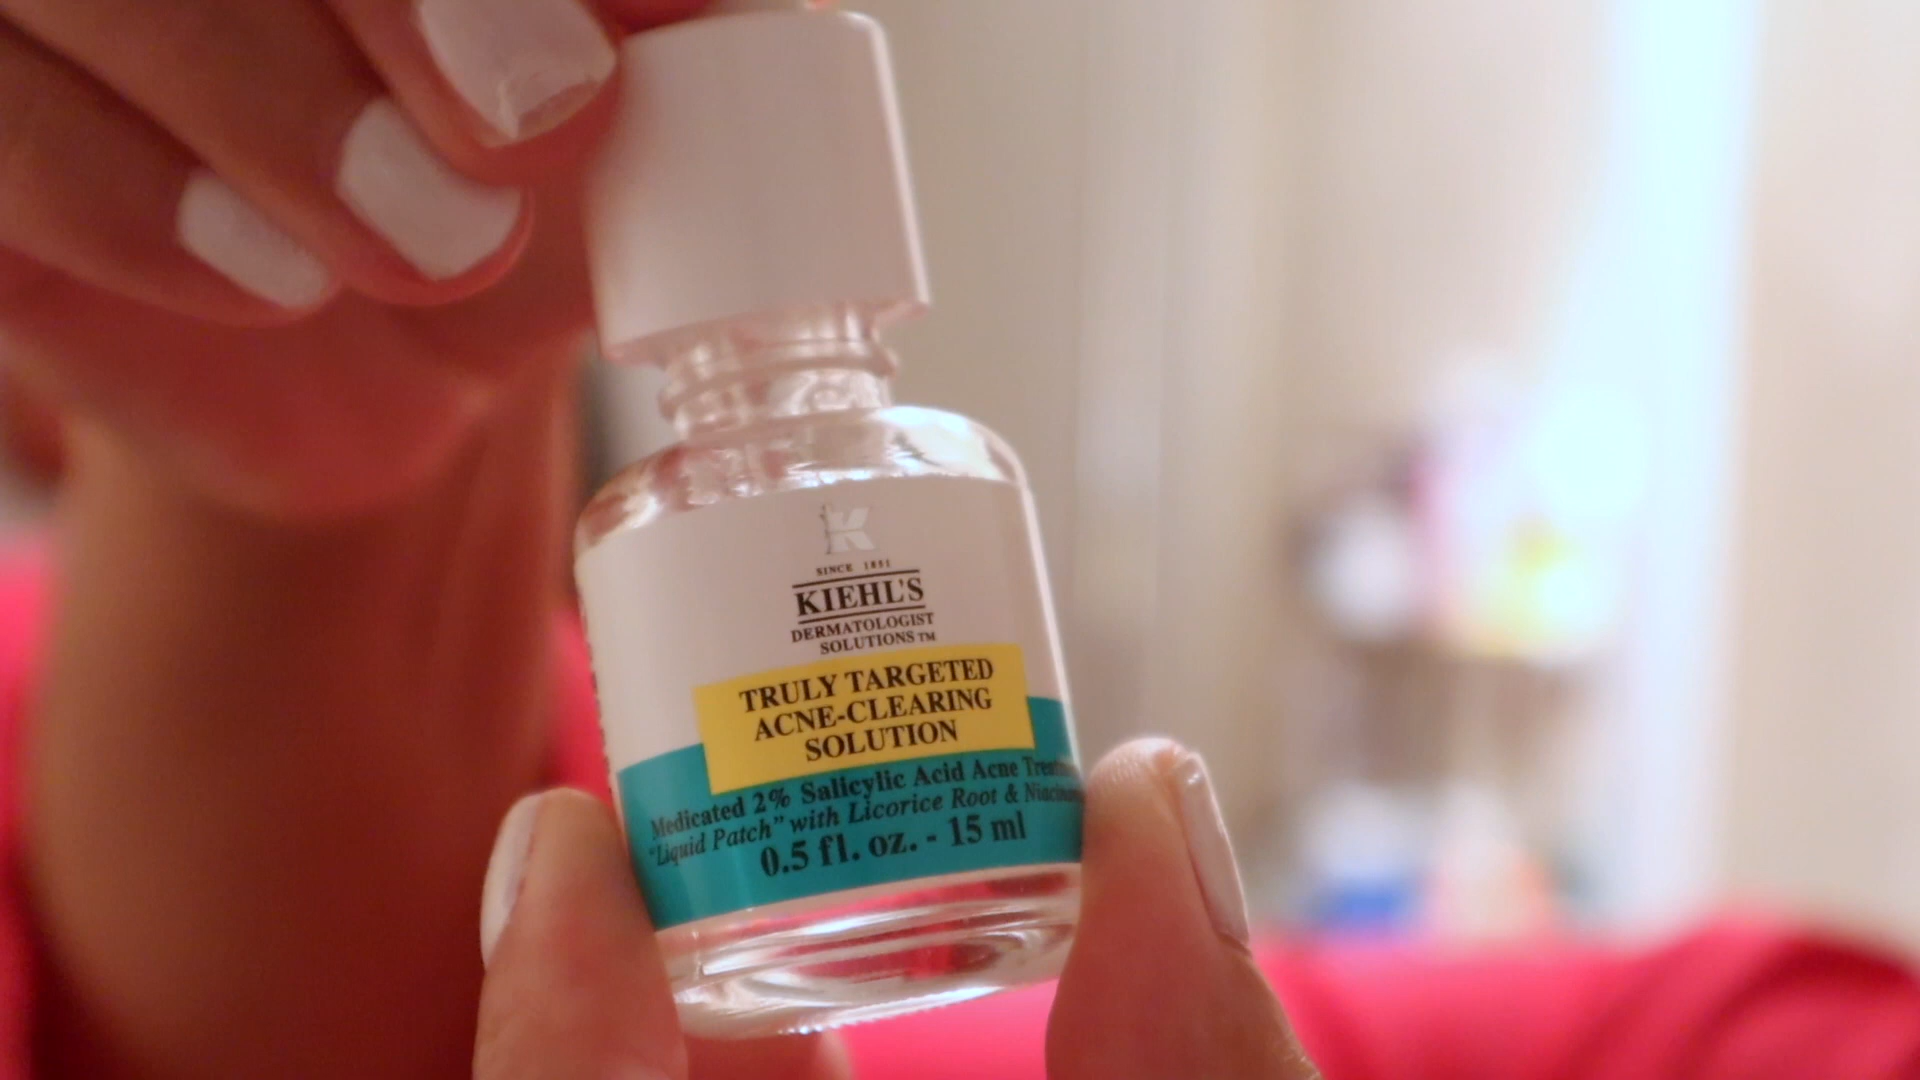 K
SINCE 1851
KIEHL'S
DERMATOLOGIST
SOLUTIONS™
TRULY TARGETED
ACNE-CLEARING
SOLUTION
Medicated 2% Salicylic Acid Acne
"Liquid Patch" with Licorice Root &
0.5 fl. oz. - 15 ml